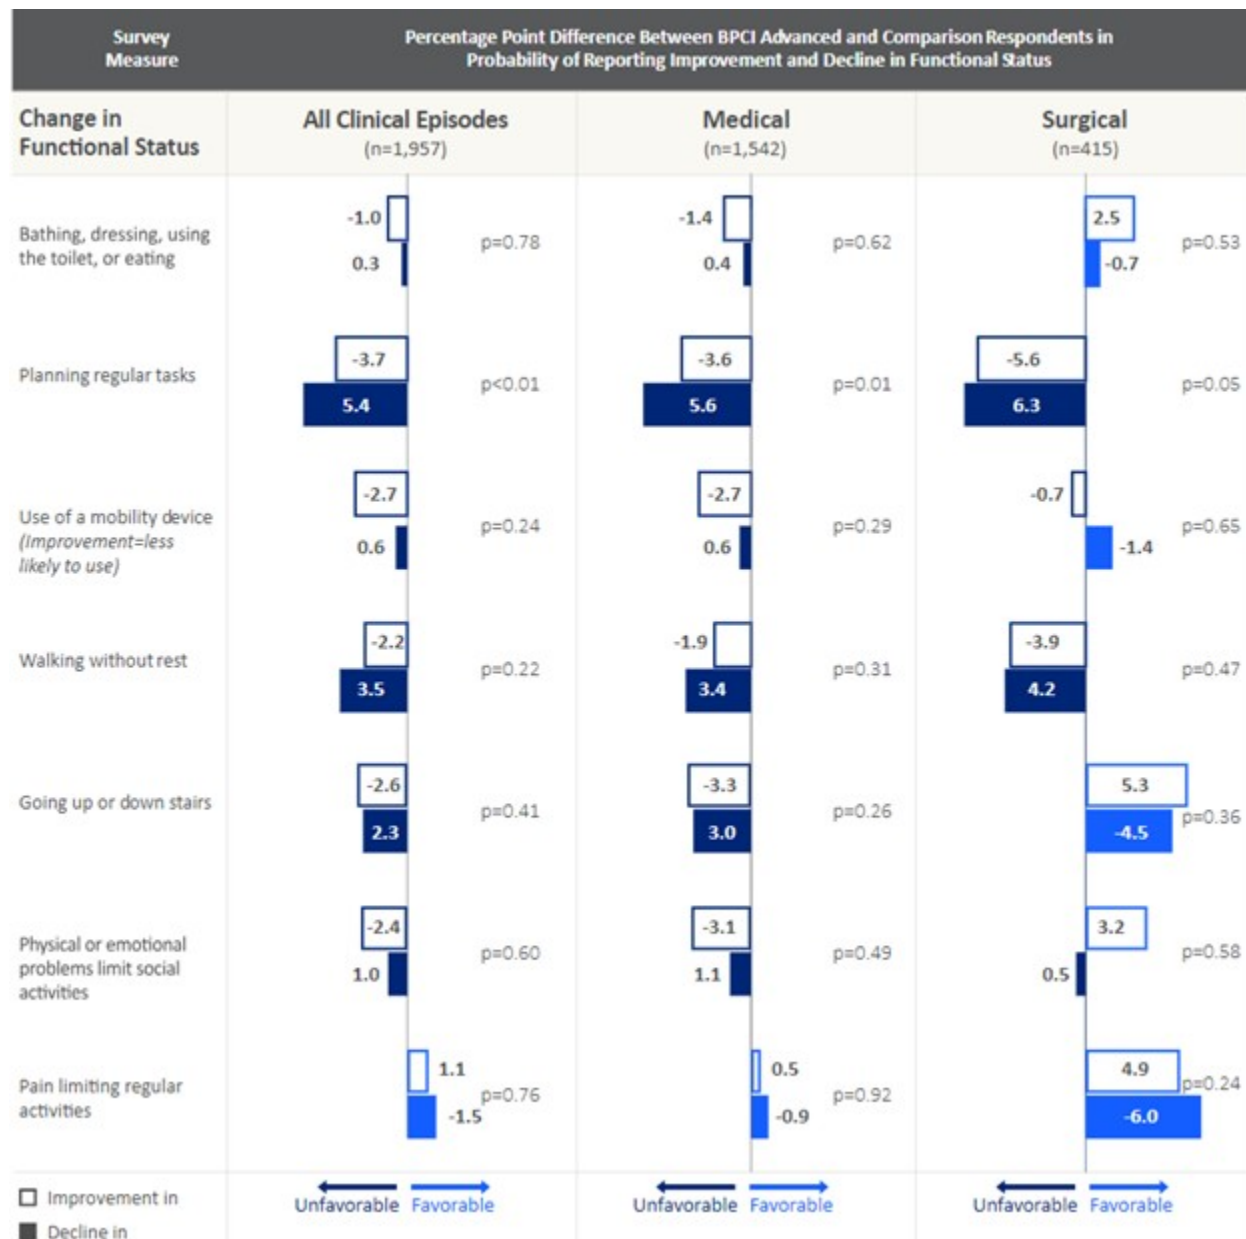 Survey
Measure
Percentage Point Difference Between BPCI Advanced and Comparison Respondents in
Probability of Reporting Improvement and Decline in Functional Status
Change in
Functional Status
All Clinical Episodes
(n=1,957)
Medical
(n=1,542)
Surgical
(n=415)
Bathing, dressing, using
the toilet, or eating
-1.0
0.3
p=0.78
-1.4
0.4
p=0.62
2.5
-0.7
p=0.53
Planning regular tasks
-3.7
5.4
p<0.01
-3.6
5.6
p=0.01
-5.6
6.3
p=0.05
Use of a mobility device
(Improvement=less
likely to use)
-2.7
0.6
p=0.24
-2.7
0.6
p=0.29
-0.7
-1.4
p=0.65
Walking without rest
-2.2
3.5
p=0.22
-1.9
3.4
p=0.31
-3.9
4.2
p=0.47
Going up or down stairs
-2.6
2.3
p=0.41
-3.3
3.0
p=0.26
5.3
-4.5
p=0.36
Physical or emotional
problems limit social
activities
-2.4
1.0
p=0.60
-3.1
1.1
p=0.49
3.2
0.5
p=0.58
Pain limiting regular
activities
1.1
-1.5
p=0.76
0.5
-0.9
p=0.92
4.9
-6.0
p=0.24
Improvement in
Decline in
Unfavorable Favorable
Unfavorable Favorable
Unfavorable Favorable